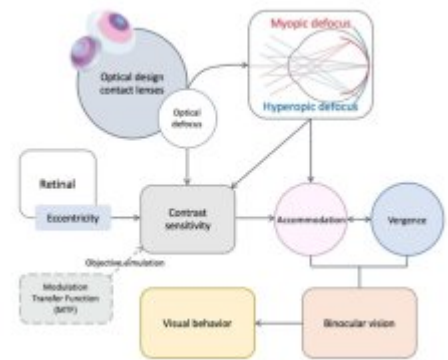 Myopic defocus
Hyperopic defocus
Optical design
contact lenses
Optical
defocus
Retinal
Eccentricity
Contrast
sensitivity
Accommodation
Vergence
Objective simulation
Modulation
Transfer Function
(MTF)
Visual behavior
Binocular vision